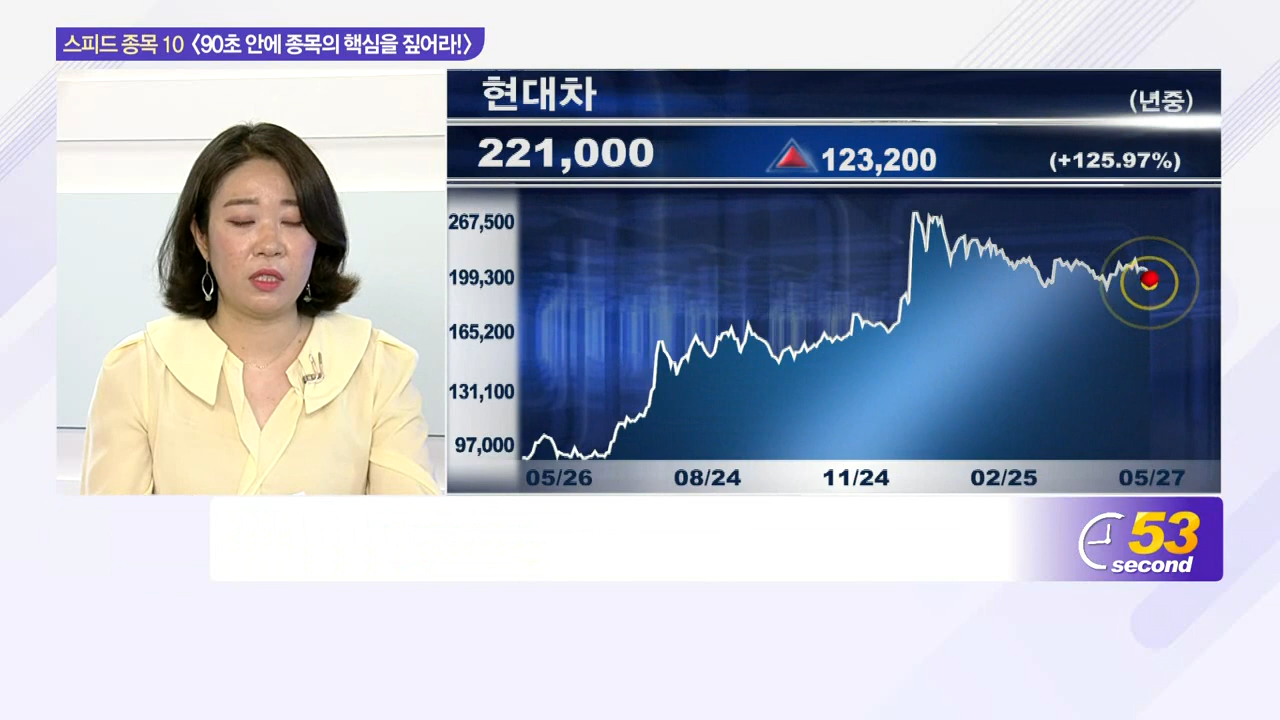 스피드 종목 10 <90초 안에 종목의 핵심을 짚어라!>
현대차
(년중)
221,000 ▲ 123,200 (+125.97%)
267,500
199,300
165,200
131,100
97,000
05/26 08/24 11/24 02/25 05/27
53
second